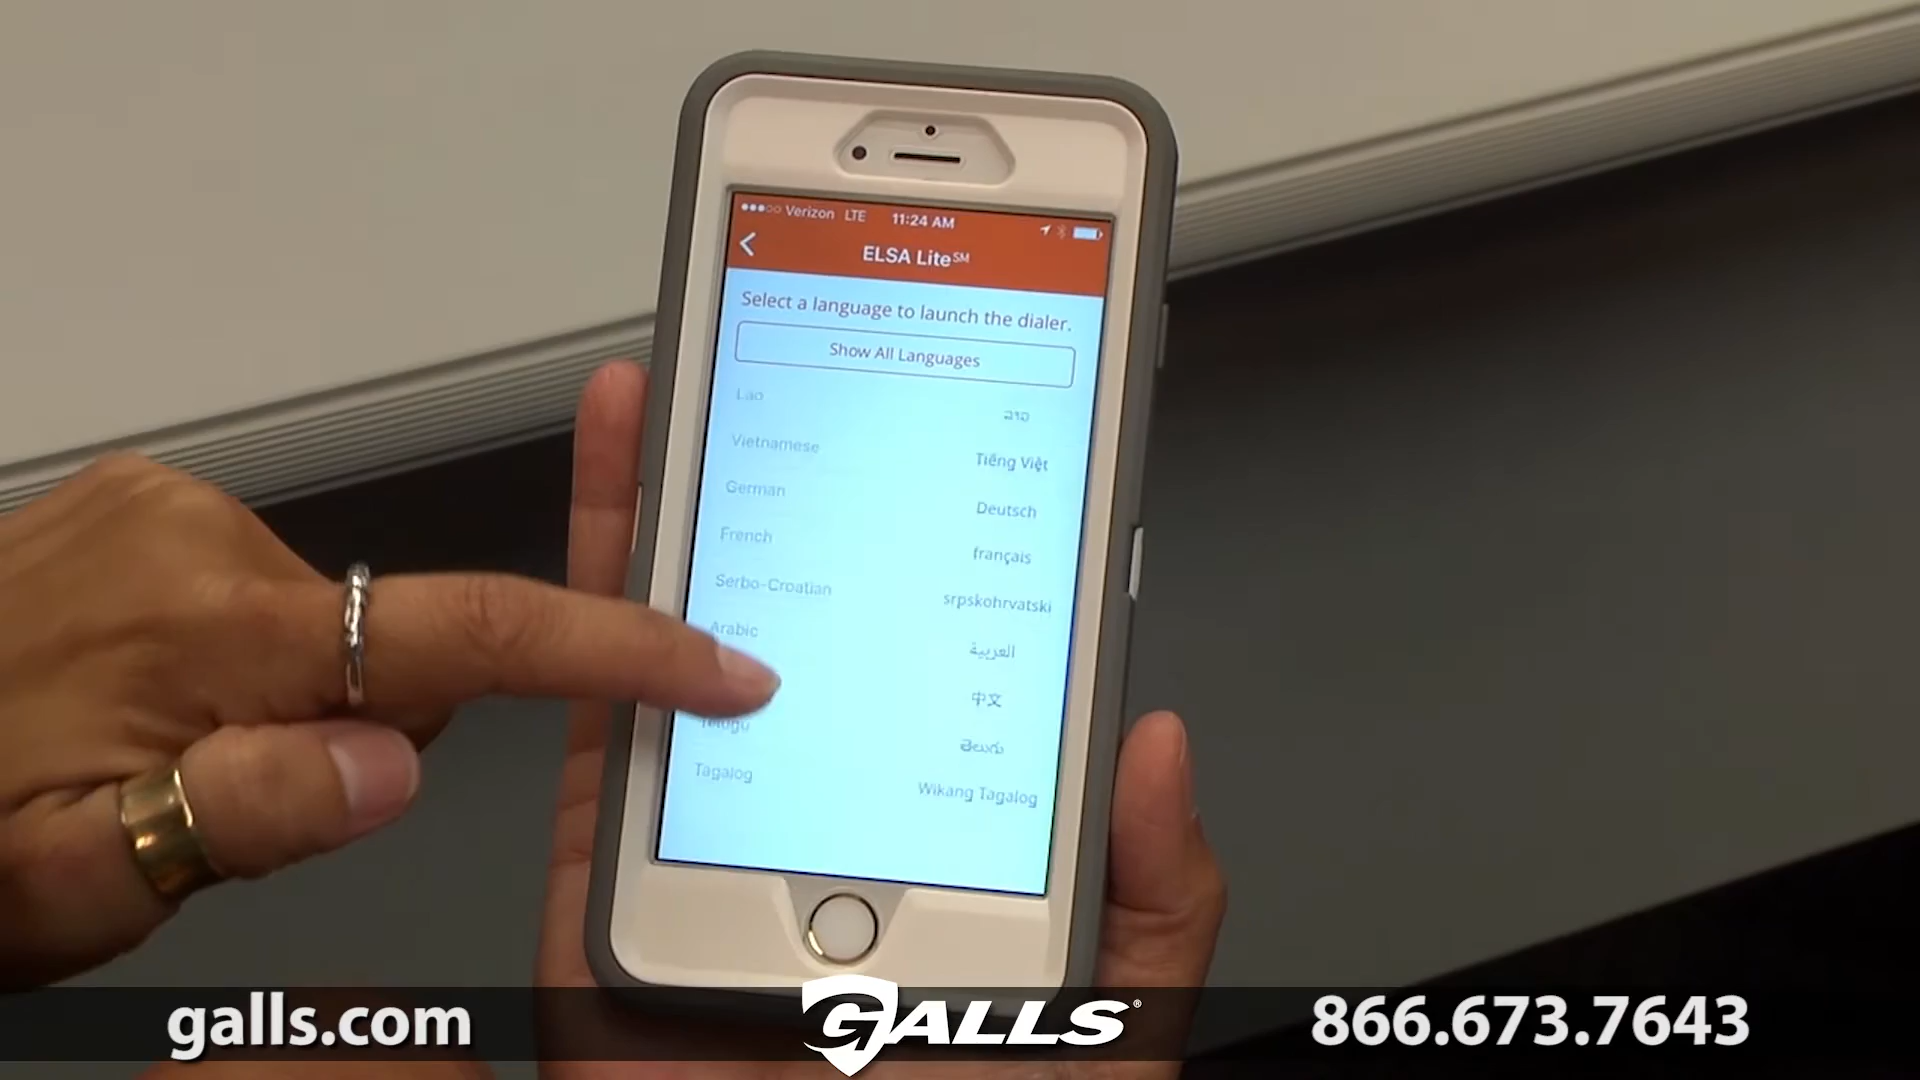 Verizon LTE 11:24 AM
ELSA Lite℠
Select a language to launch the dialer.
Show All Languages
Lao ລາວ
Vietnamese Tiếng Việt
German Deutsch
French français
Serbo-Croatian srpskohrvatski
Arabic العربية
中文
Telugu తెలుగు
Tagalog Wikang Tagalog
galls.com GALLS® 866.673.7643